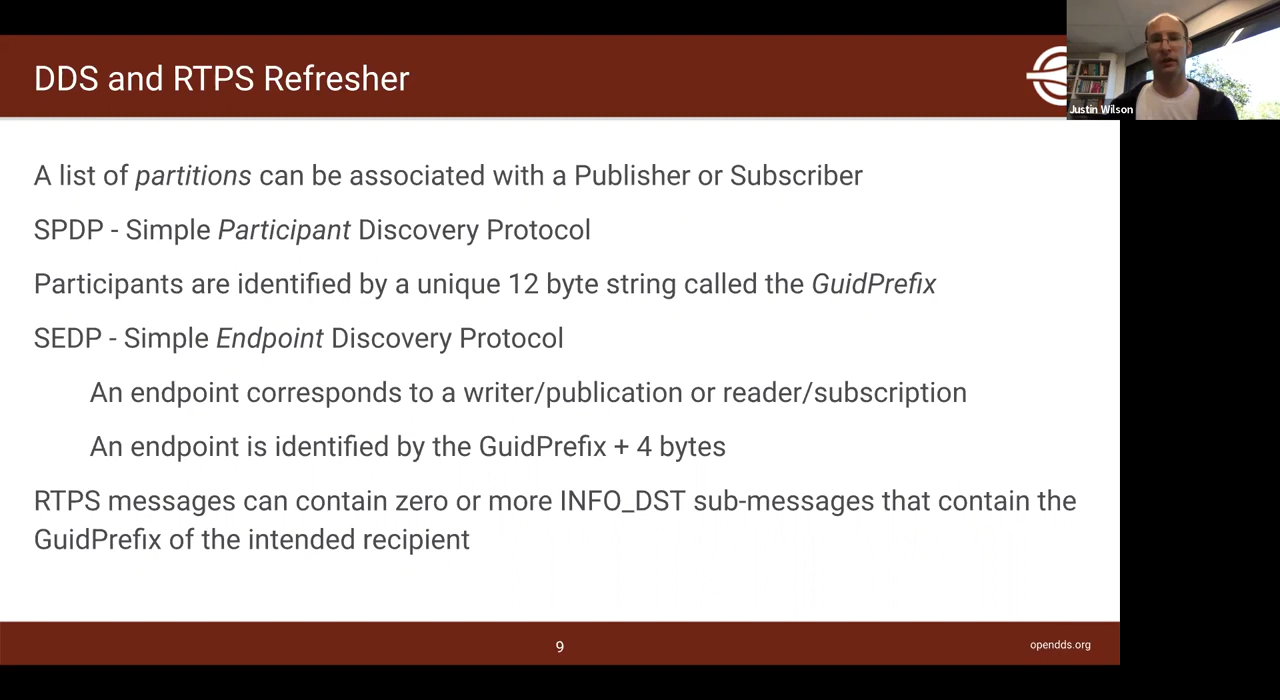 DDS and RTPS Refresher
Justin Wilson
A list of partitions can be associated with a Publisher or Subscriber
SPDP - Simple Participant Discovery Protocol
Participants are identified by a unique 12 byte string called the GuidPrefix
SEDP - Simple Endpoint Discovery Protocol
An endpoint corresponds to a writer/publication or reader/subscription
An endpoint is identified by the GuidPrefix + 4 bytes
RTPS messages can contain zero or more INFO_DST sub-messages that contain the
GuidPrefix of the intended recipient
9
opendds.org